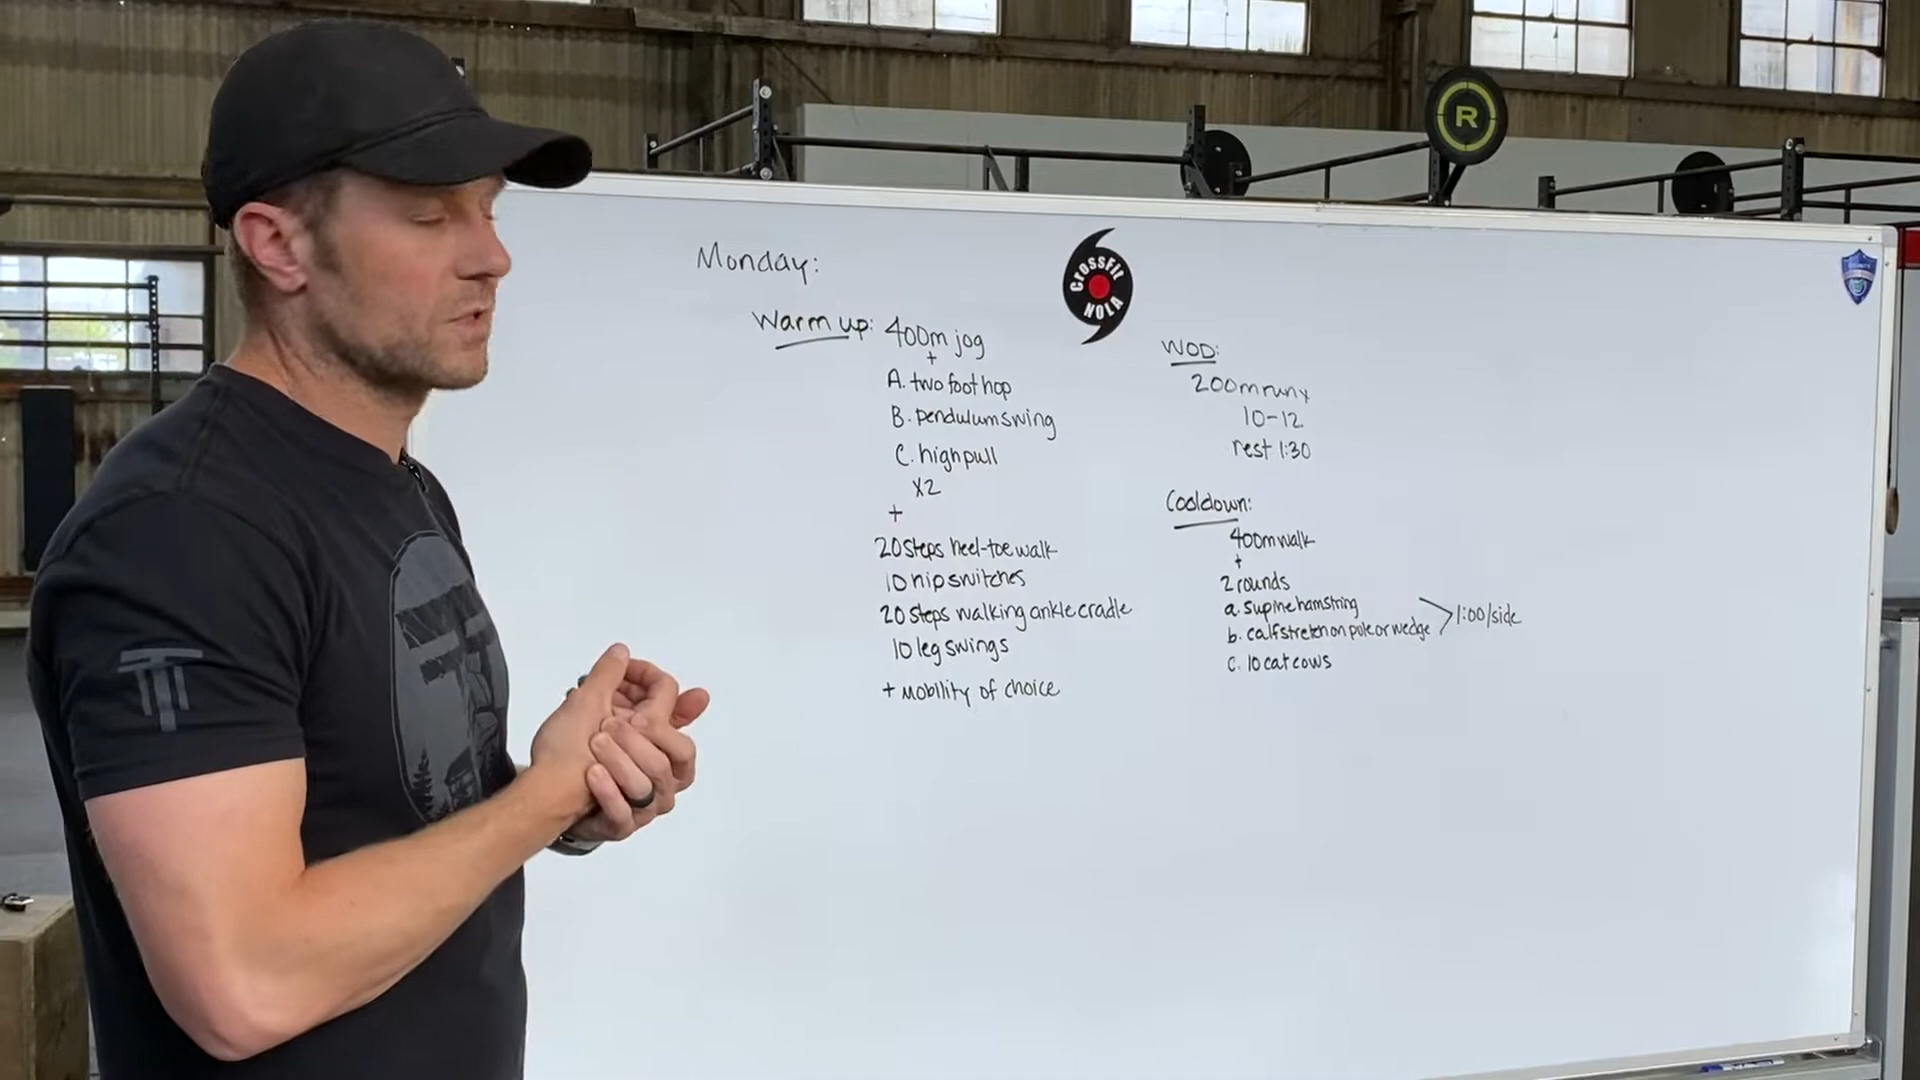 Monday:
Warm up: 400m jog
+
A. two foot hop
B. pendulum swing
C. high pull
X2
+
20 steps heel-toe walk
10 hip switches
20 steps walking ankle cradle
10 leg swings
+ mobility of choice
CrossFit
NOLA
WOD:
200m run x
10-12
rest 1:30
Cooldown:
400m walk
+
2 rounds
a. supine hamstring
b. calf stretch on pole or wedge
1:00/side
c. 10 cat cows
R